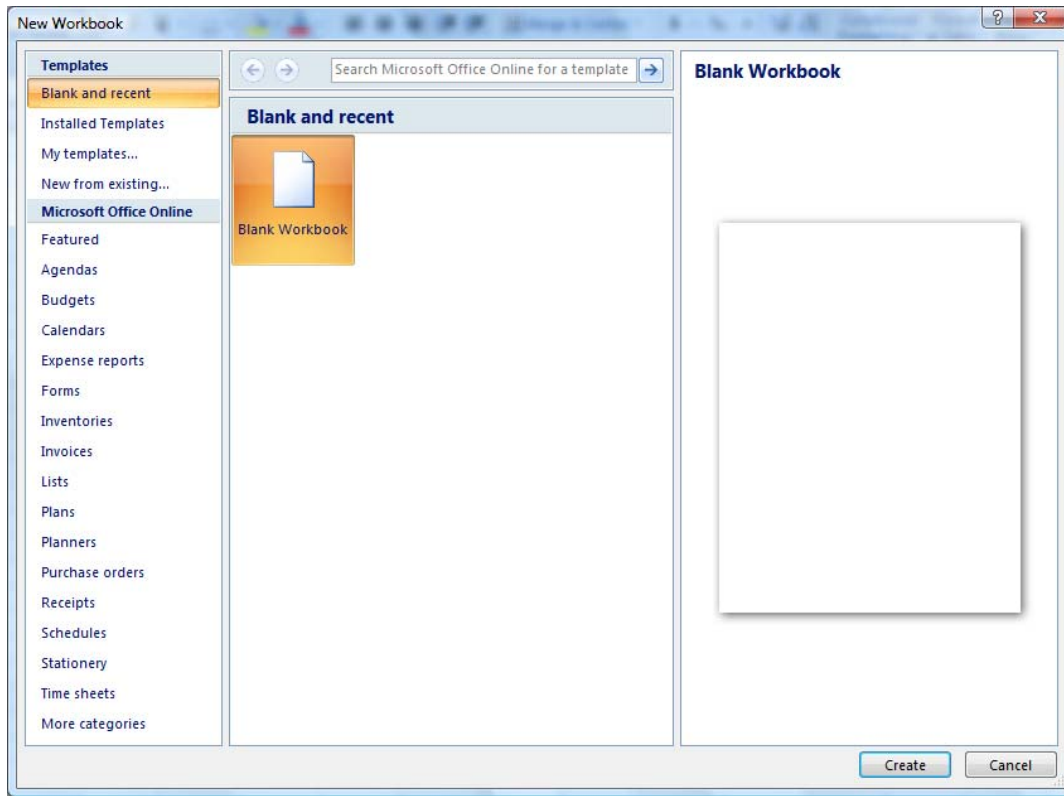 New Workbook
?
Templates
Blank and recent
Installed Templates
My templates...
New from existing...
Microsoft Office Online
Featured
Agendas
Budgets
Calendars
Expense reports
Forms
Inventories
Invoices
Lists
Plans
Planners
Purchase orders
Receipts
Schedules
Stationery
Time sheets
More categories
Search Microsoft Office Online for a template
Blank and recent
Blank Workbook
Blank Workbook
Create
Cancel